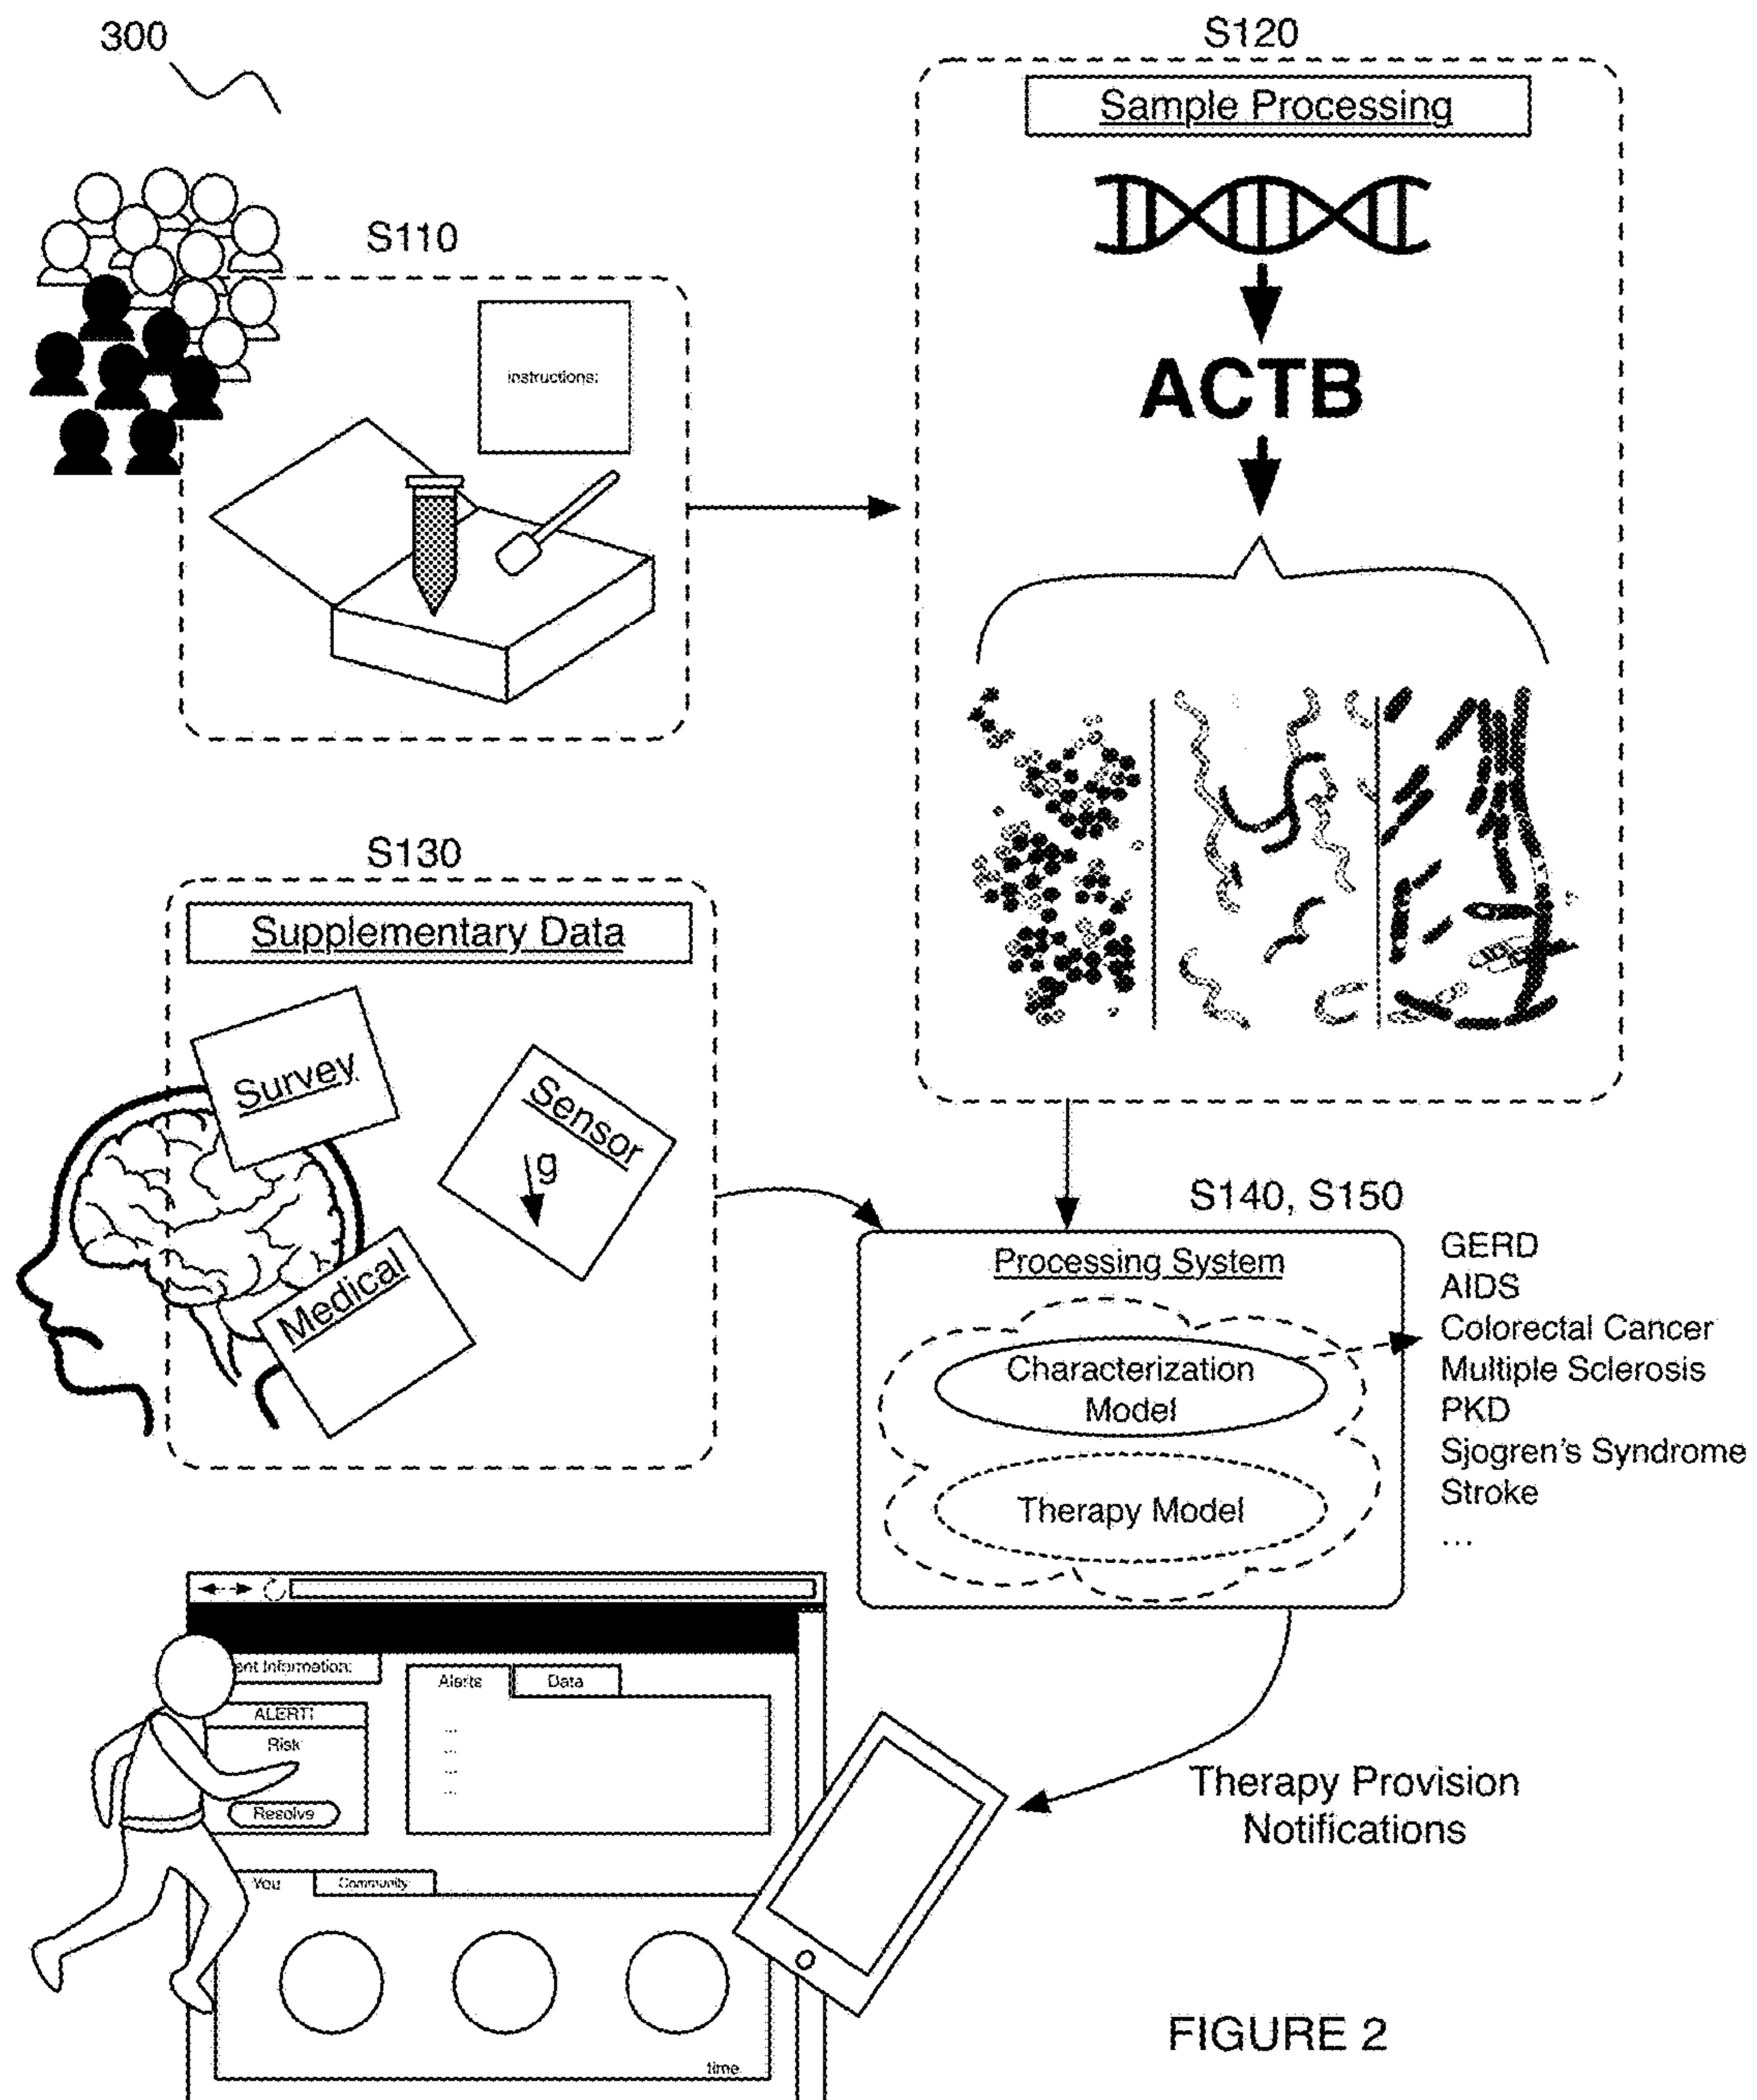 300
S120
Sample Processing
S110
instructions:
ACTB
S130
Supplementary Data
Survey
Sensor
g
Medical
S140, S150
Processing System
Characterization
Model
Therapy Model
GERD
AIDS
Colorectal Cancer
Multiple Sclerosis
PKD
Sjogren's Syndrome
Stroke
...
ent Information:
ALERT!
Risk
Resolve
Alerts
Data
...
...
...
...
You
Community
time
Therapy Provision
Notifications
FIGURE 2